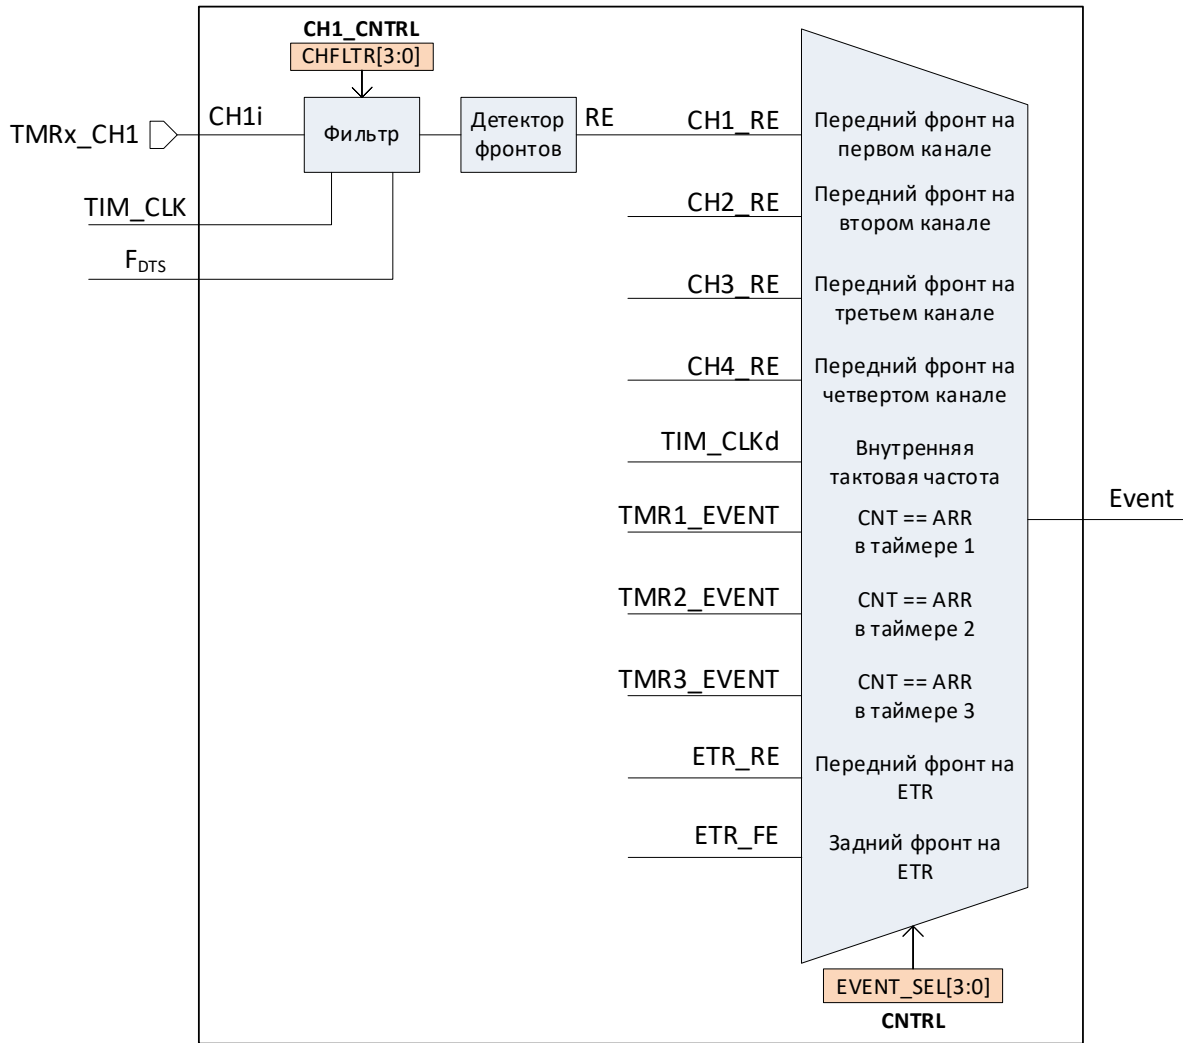 CH1_CNTRL
CHFLTR[3:0]
TMRx_CH1
CH1i
Фильтр
Детектор
фронтов
RE
CH1_RE
Передний фронт на
первом канале
TIM_CLK
FDTS
CH2_RE
Передний фронт на
втором канале
CH3_RE
Передний фронт на
третьем канале
CH4_RE
Передний фронт на
четвертом канале
TIM_CLKd
Внутренняя
тактовая частота
TMR1_EVENT
CNT == ARR
в таймере 1
Event
TMR2_EVENT
CNT == ARR
в таймере 2
TMR3_EVENT
CNT == ARR
в таймере 3
ETR_RE
Передний фронт на
ETR
ETR_FE
Задний фронт на
ETR
EVENT_SEL[3:0]
CNTRL